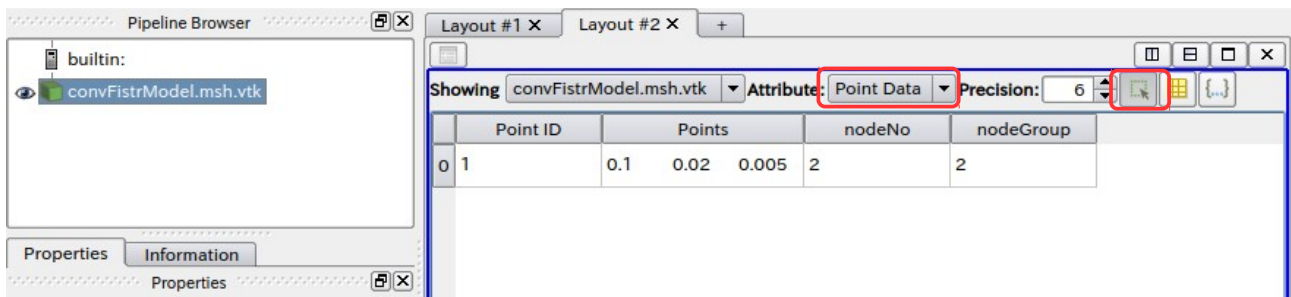 Pipeline Browser
builtin:
convFistrModel.msh.vtk
Properties Information
Properties
Layout #1 Layout #2 +
Showing convFistrModel.msh.vtk Attribute: Point Data Precision: 6 {...}
Point ID Points nodeNo nodeGroup
0 1 0.1 0.02 0.005 2 2